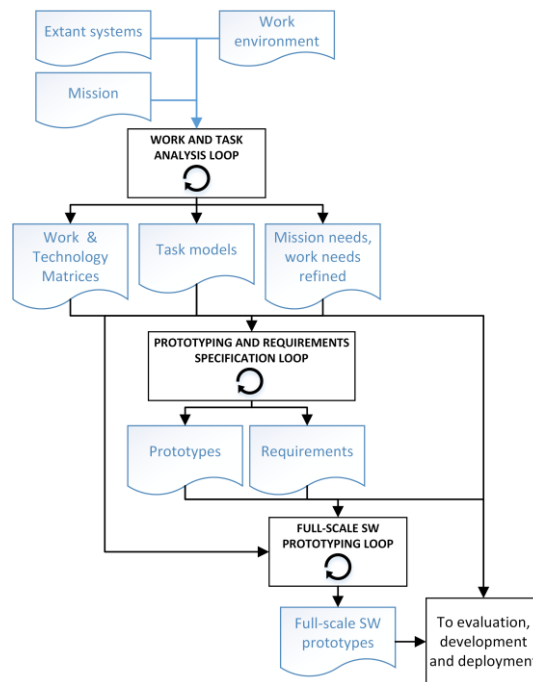 Extant systems
Work
environment
Mission
WORK AND TASK
ANALYSIS LOOP
Work &
Technology
Matrices
Task models
Mission needs,
work needs
refined
PROTOTYPING AND REQUIREMENTS
SPECIFICATION LOOP
Prototypes
Requirements
FULL-SCALE SW
PROTOTYPING LOOP
Full-scale SW
prototypes
To evaluation,
development
and deployment